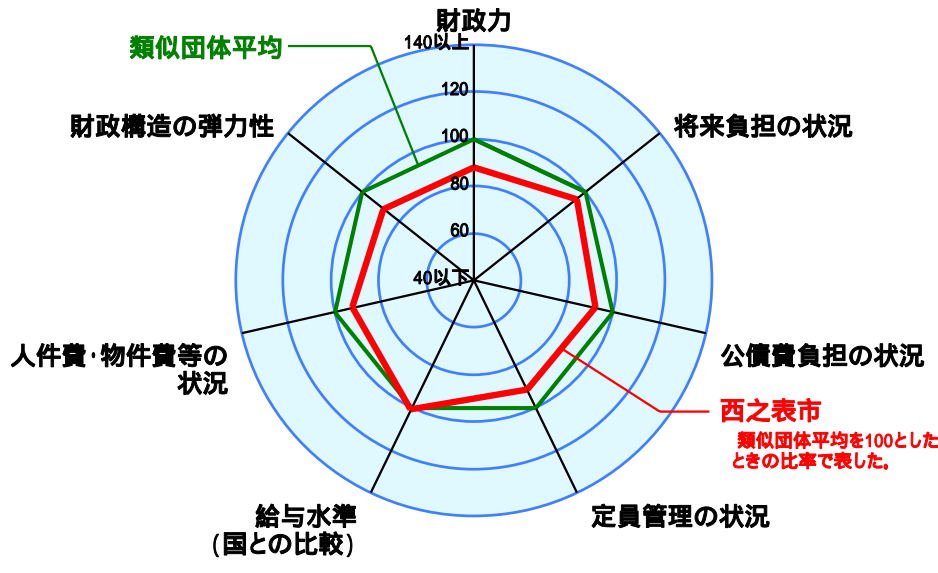 財政力
140以上
類似団体平均
120
財政構造の弾力性
将来負担の状況
100
80
60
40以下
人件費・物件費等の
状況
公債費負担の状況
西之表市
類似団体平均を100とした
ときの比率で表した。
給与水準
(国との比較)
定員管理の状況